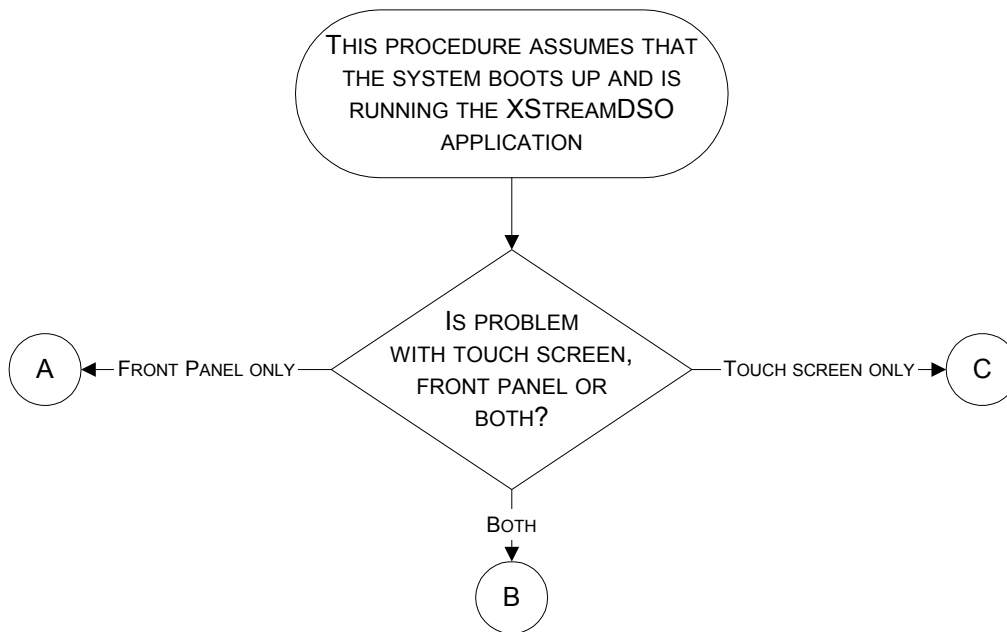 THIS PROCEDURE ASSUMES THAT
THE SYSTEM BOOTS UP AND IS
RUNNING THE XSTREAMDSO
APPLICATION
IS PROBLEM
WITH TOUCH SCREEN,
FRONT PANEL OR
BOTH?
A
FRONT PANEL ONLY
TOUCH SCREEN ONLY
C
BOTH
B